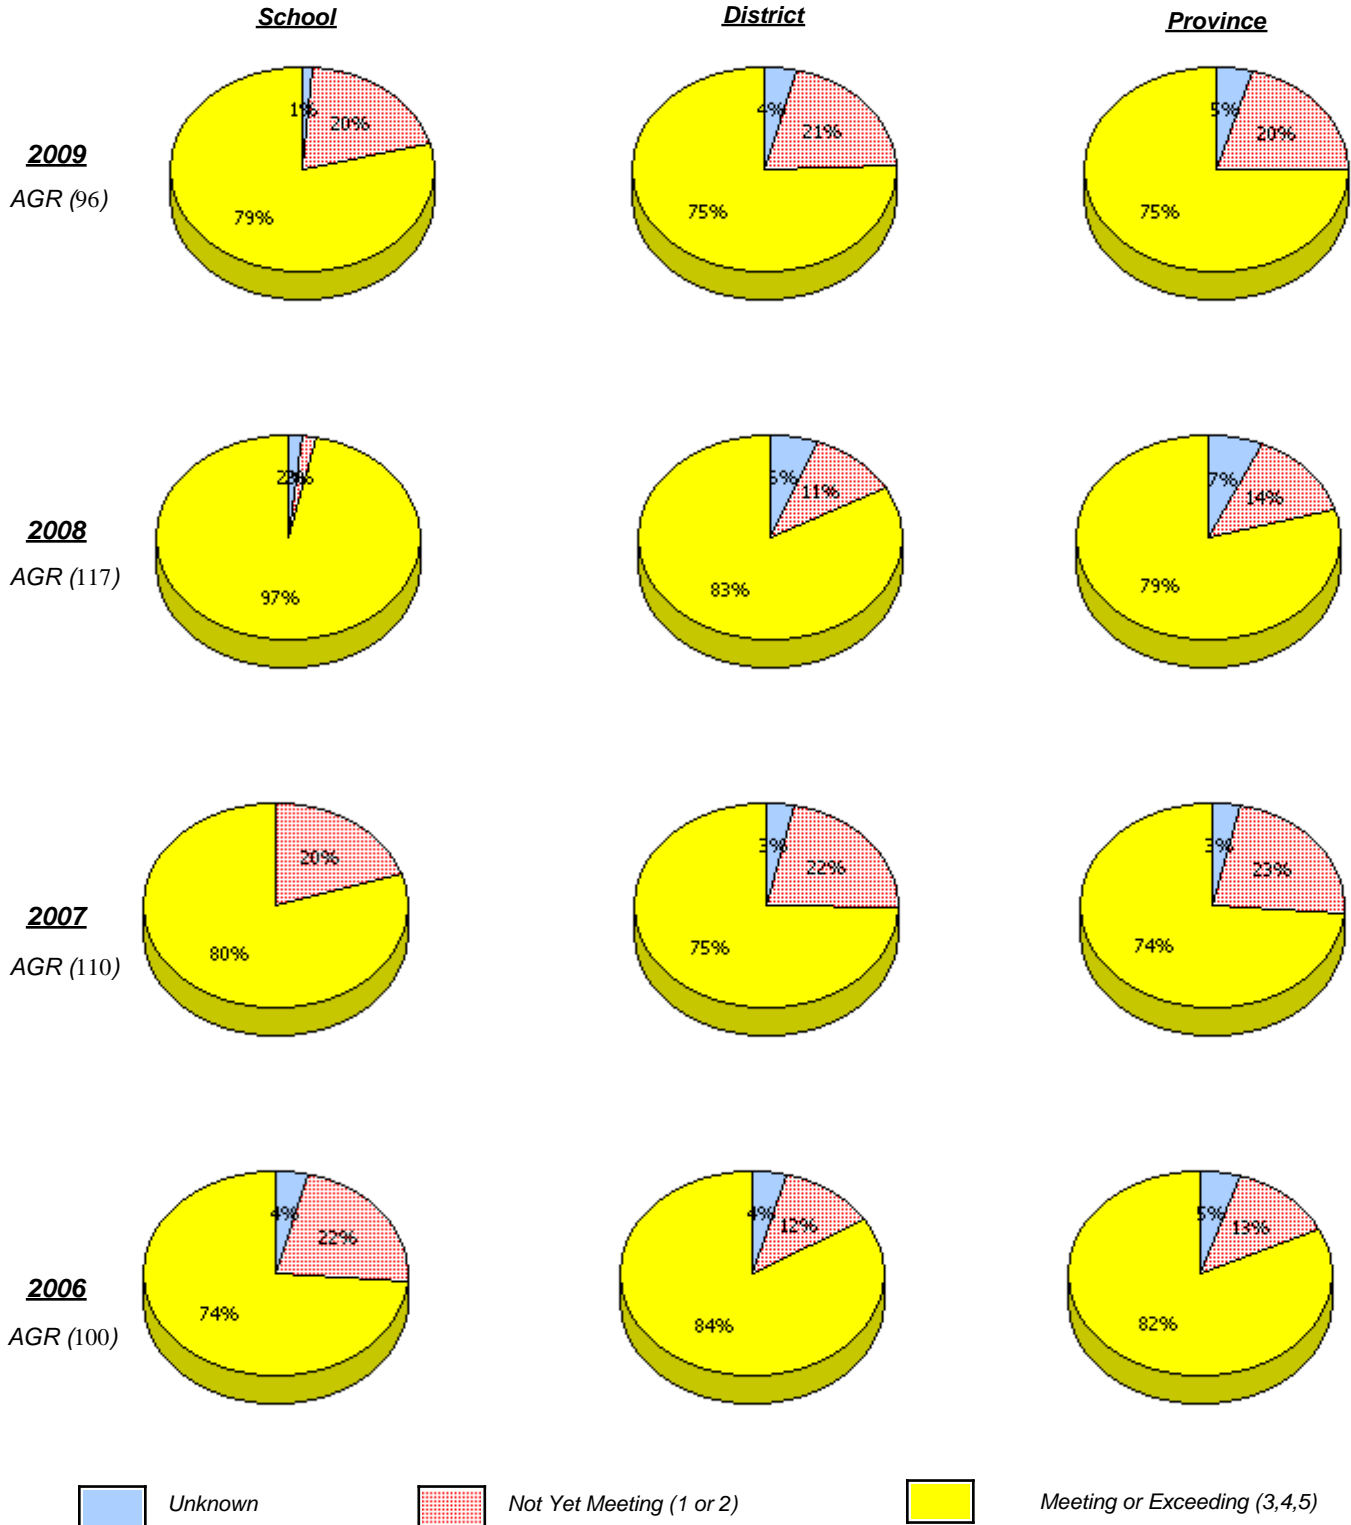 School District Province
1% 20% 79%
4% 21% 75%
5% 20% 75%
2009
AGR (96)
97%
11% 83%
7% 14% 79%
2008
AGR (117)
20% 80%
3% 22% 75%
3% 23% 74%
2007
AGR (110)
4% 22% 74%
4% 12% 84%
5% 13% 82%
2006
AGR (100)
Unknown Not Yet Meeting (1 or 2) Meeting or Exceeding (3,4,5)